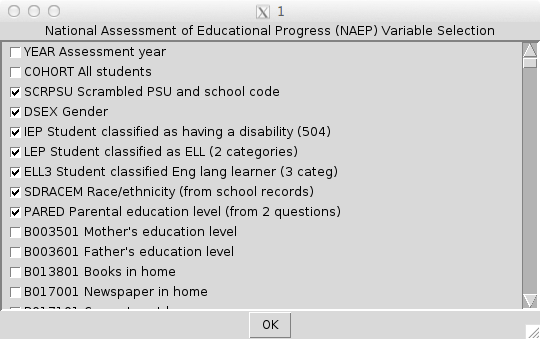 1
National Assessment of Educational Progress (NAEP) Variable Selection
YEAR Assessment year
COHORT All students
SCRPSU Scrambled PSU and school code
DSEX Gender
IEP Student classified as having a disability (504)
LEP Student classified as ELL (2 categories)
ELL3 Student classified Eng lang learner (3 categ)
SDRACEM Race/ethnicity (from school records)
PARED Parental education level (from 2 questions)
B003501 Mother's education level
B003601 Father's education level
B013801 Books in home
B017001 Newspaper in home
OK